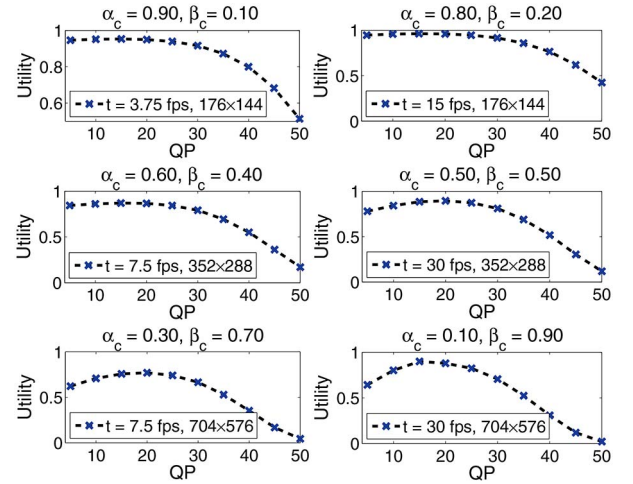 α_c = 0.90, β_c = 0.10
1
0.8
0.6
Utility
t = 3.75 fps, 176×144
10 20 30 40 50
QP
α_c = 0.80, β_c = 0.20
1
0.5
0
Utility
t = 15 fps, 176×144
10 20 30 40 50
QP
α_c = 0.60, β_c = 0.40
1
0.5
0
Utility
t = 7.5 fps, 352×288
10 20 30 40 50
QP
α_c = 0.50, β_c = 0.50
1
0.5
0
Utility
t = 30 fps, 352×288
10 20 30 40 50
QP
α_c = 0.30, β_c = 0.70
1
0.5
0
Utility
t = 7.5 fps, 704×576
10 20 30 40 50
QP
α_c = 0.10, β_c = 0.90
1
0.5
0
Utility
t = 30 fps, 704×576
10 20 30 40 50
QP